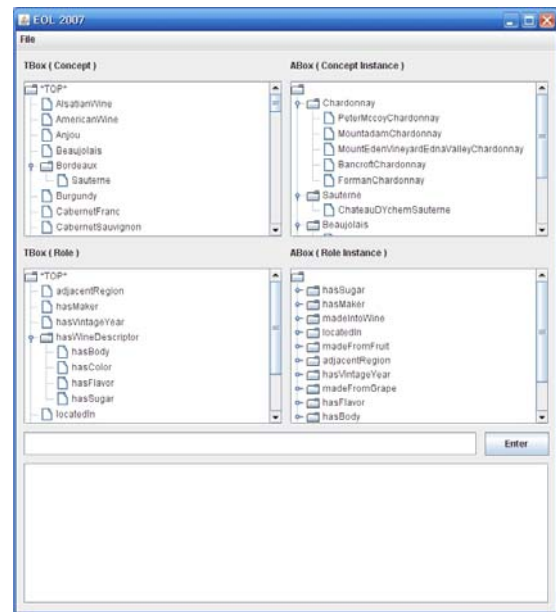 EOL 2007
File
TBox ( Concept )
*TOP*
AlsatianWine
AmericanWine
Anjou
Beaujolais
Bordeaux
Sauterne
Burgundy
CabernetFranc
CabernetSauvignon
ABox ( Concept Instance )
Chardonnay
PeterMccoyChardonnay
MountadamChardonnay
MountEdenVineyardEdnaValleyChardonnay
BancroftChardonnay
FormanChardonnay
Sauterne
ChateauDYchemSauterne
Beaujolais
TBox ( Role )
*TOP*
adjacentRegion
hasMaker
hasVintageYear
hasWineDescriptor
hasBody
hasColor
hasFlavor
hasSugar
locatedIn
ABox ( Role Instance )
hasSugar
hasMaker
madeIntoWine
locatedIn
madeFromFruit
adjacentRegion
hasVintageYear
madeFromGrape
hasFlavor
hasBody
Enter